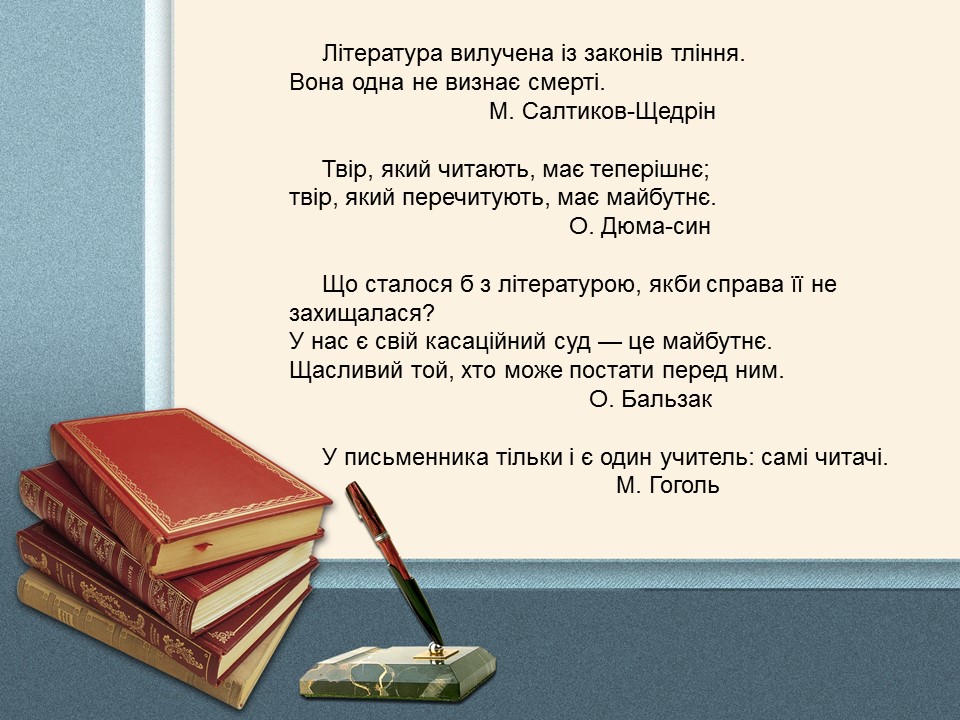 Література вилучена із законів тління.
Вона одна не визнає смерті.
М. Салтиков-Щедрін
Твір, який читають, має теперішнє;
твір, який перечитують, має майбутнє.
О. Дюма-син
Що сталося б з літературою, якби справа її не
захищалася?
У нас є свій касаційний суд — це майбутнє.
Щасливий той, хто може постати перед ним.
О. Бальзак
У письменника тільки і є один учитель: самі читачі.
М. Гоголь